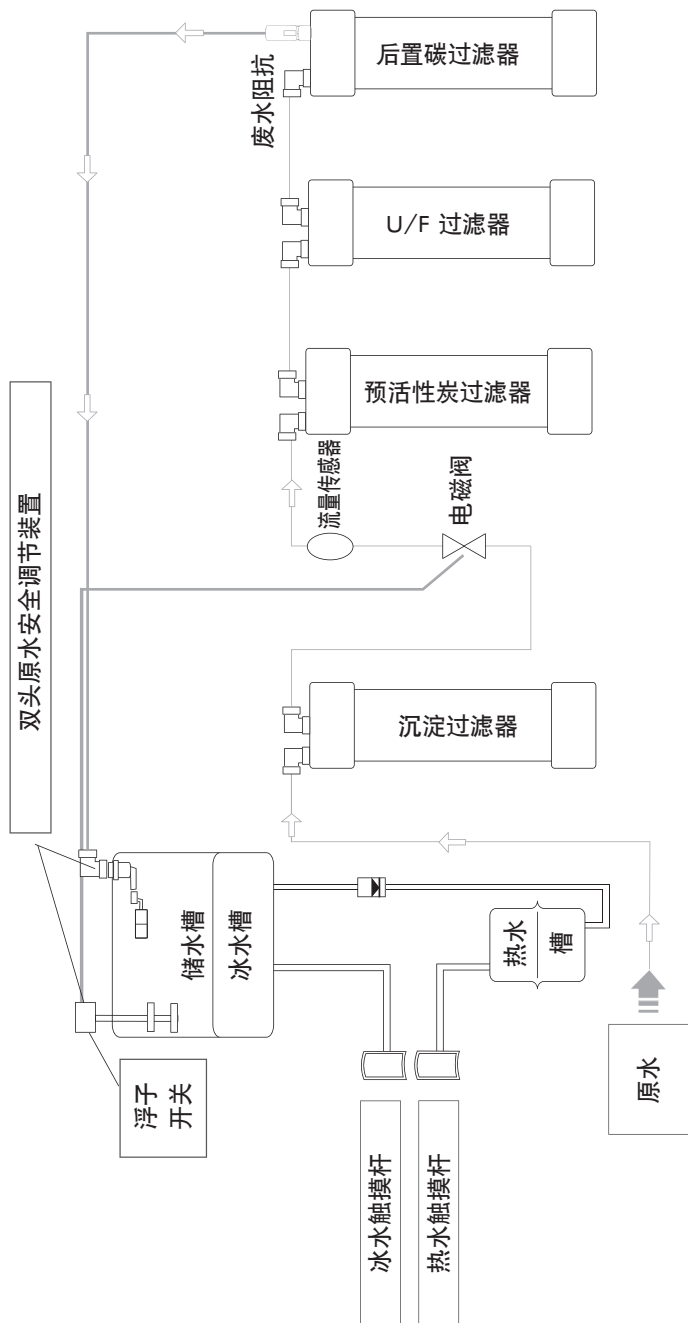 双头原水安全调节装置
浮子
开关
储水槽
冰水槽
冰水触摸杆
热水触摸杆
热水
槽
原水
沉淀过滤器
电磁阀
流量传感器
预活性炭过滤器
U/F 过滤器
废水阻抗
后置碳过滤器